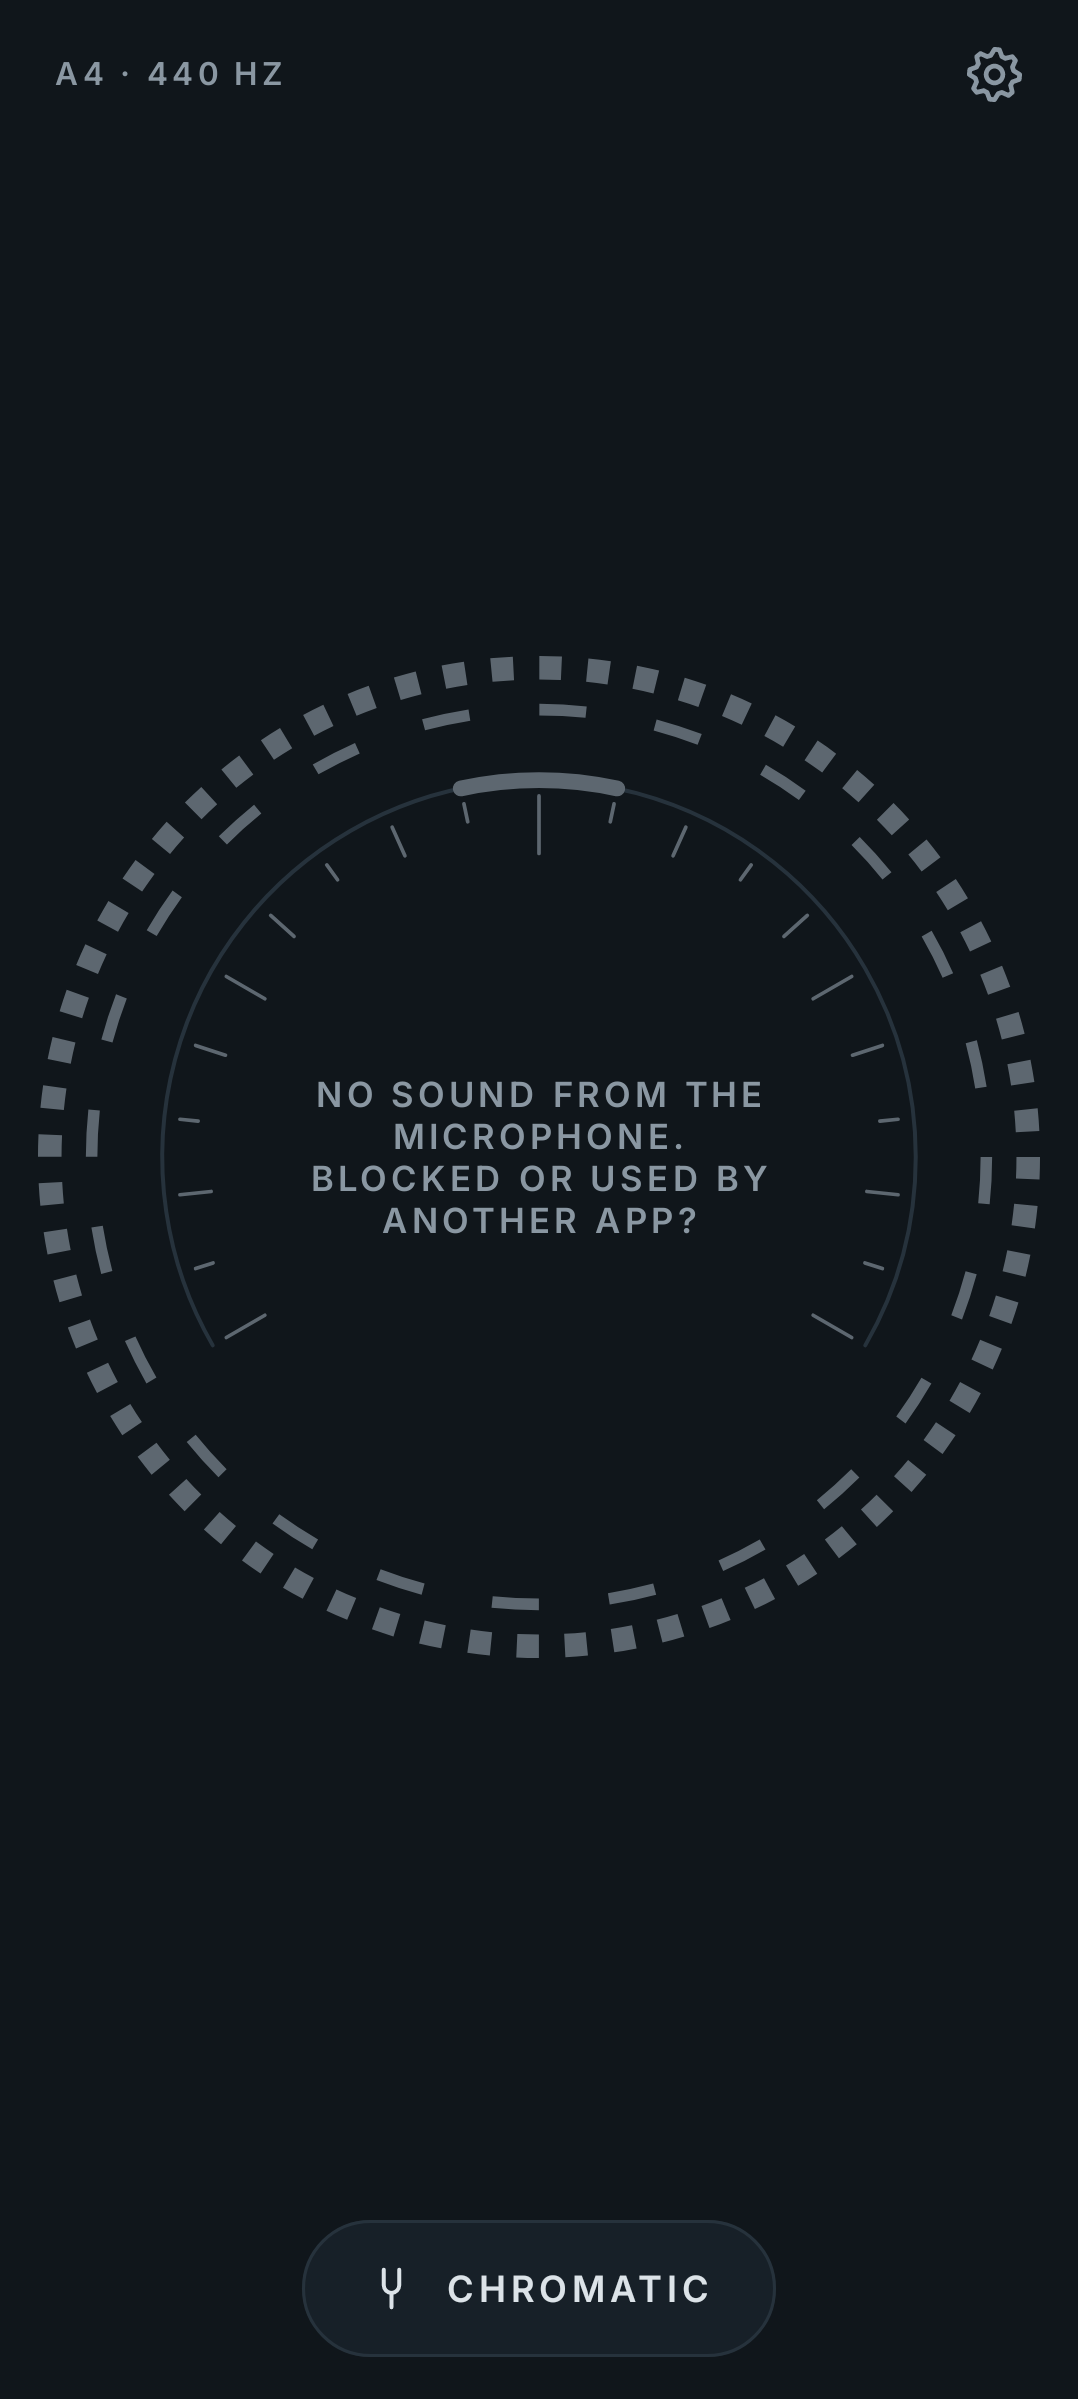 A4 · 440 HZ
NO SOUND FROM THE
MICROPHONE.
BLOCKED OR USED BY
ANOTHER APP?
CHROMATIC